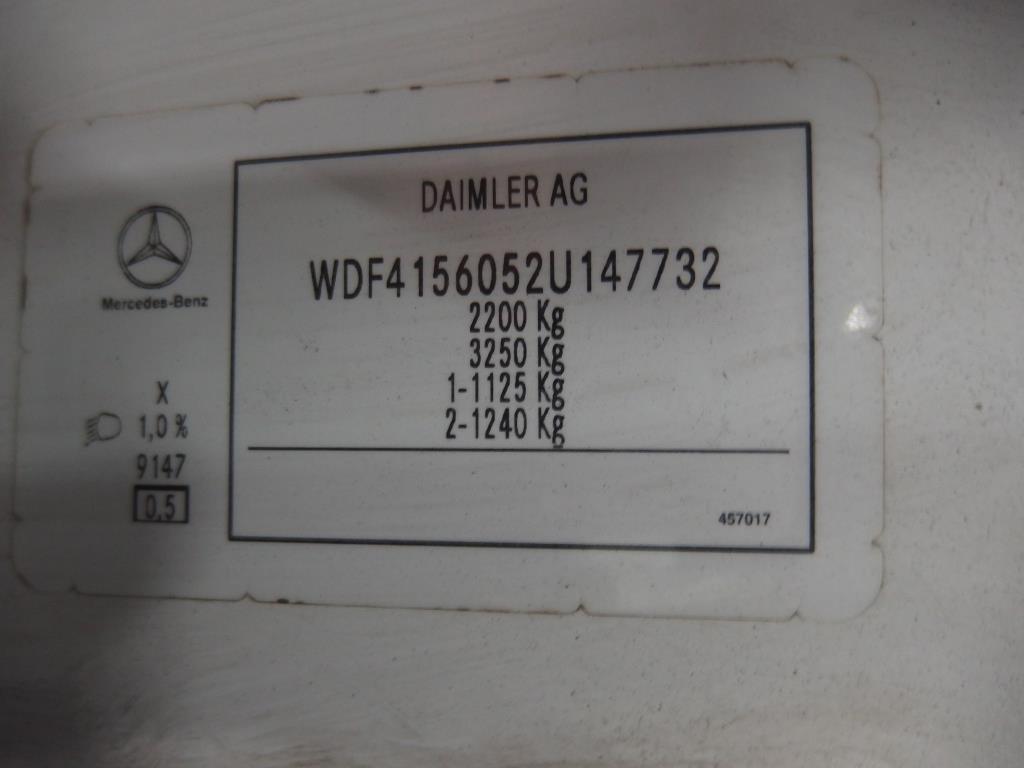 DAIMLER AG
WDF4156052U147732
2200 Kg
3250 Kg
1-1125 Kg
2-1240 Kg
457017
Mercedes-Benz
X
1,0 %
9147
0.5